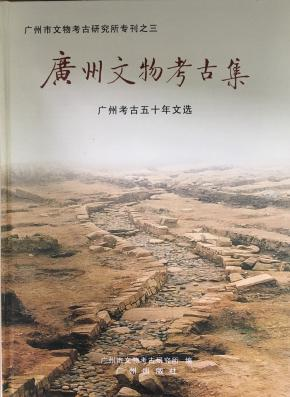 广州市文物考古研究所专刊之三
廣州文物考古集
广州考古五十年文选
广州市文物考古研究所 编
广州出版社